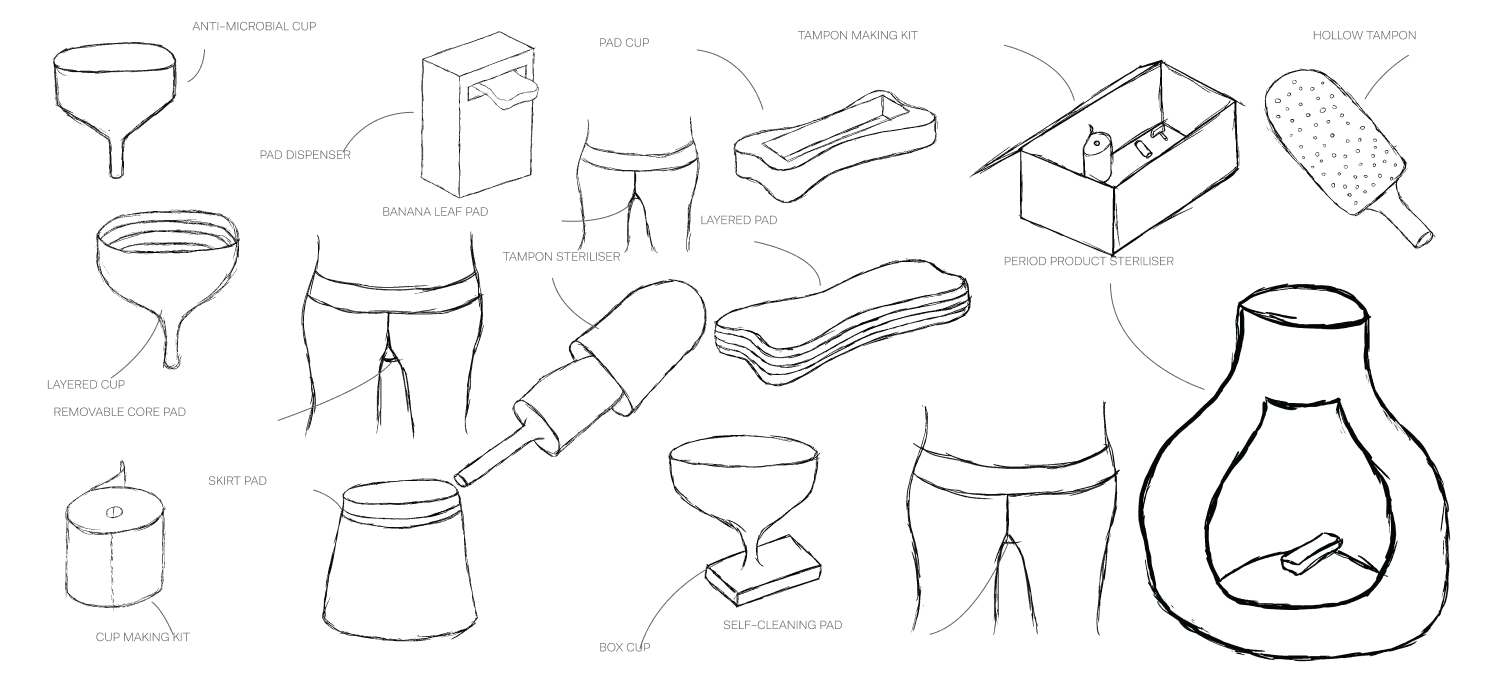 ANTI-MICROBIAL CUP
PAD CUP
TAMPON MAKING KIT
HOLLOW TAMPON
PAD DISPENSER
BANANA LEAF PAD
LAYERED PAD
TAMPON STERILISER
PERIOD PRODUCT STERILISER
LAYERED CUP
REMOVABLE CORE PAD
SKIRT PAD
CUP MAKING KIT
SELF-CLEANING PAD
BOX CUP